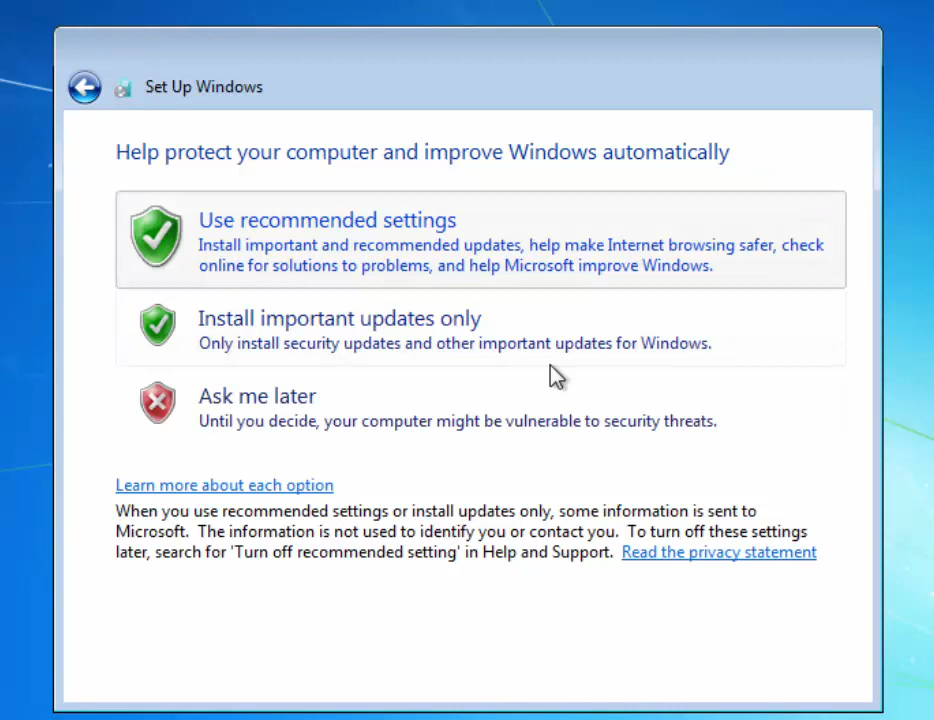 Set Up Windows
Help protect your computer and improve Windows automatically
Use recommended settings
Install important and recommended updates, help make Internet browsing safer, check
online for solutions to problems, and help Microsoft improve Windows.
Install important updates only
Only install security updates and other important updates for Windows.
Ask me later
Until you decide, your computer might be vulnerable to security threats.
Learn more about each option
When you use recommended settings or install updates only, some information is sent to
Microsoft.  The information is not used to identify you or contact you.  To turn off these settings
later, search for 'Turn off recommended setting' in Help and Support.  Read the privacy statement